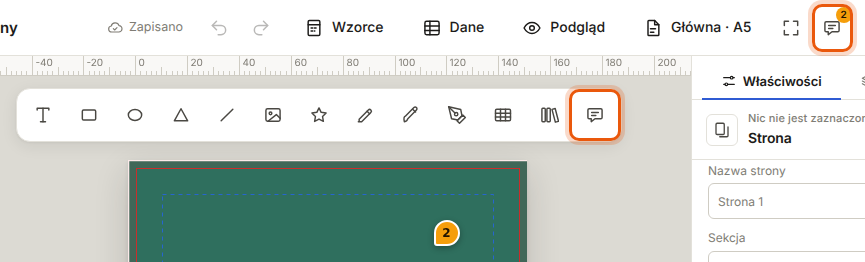 ny
Zapisano
Wzorce
Dane
Podgląd
Główna · A5
2
-40 -20 0 20 40 60 80 100 120 140 160 180 200
Właściwości
Nic nie jest zaznaczon
Strona
Nazwa strony
Strona 1
Sekcja
2